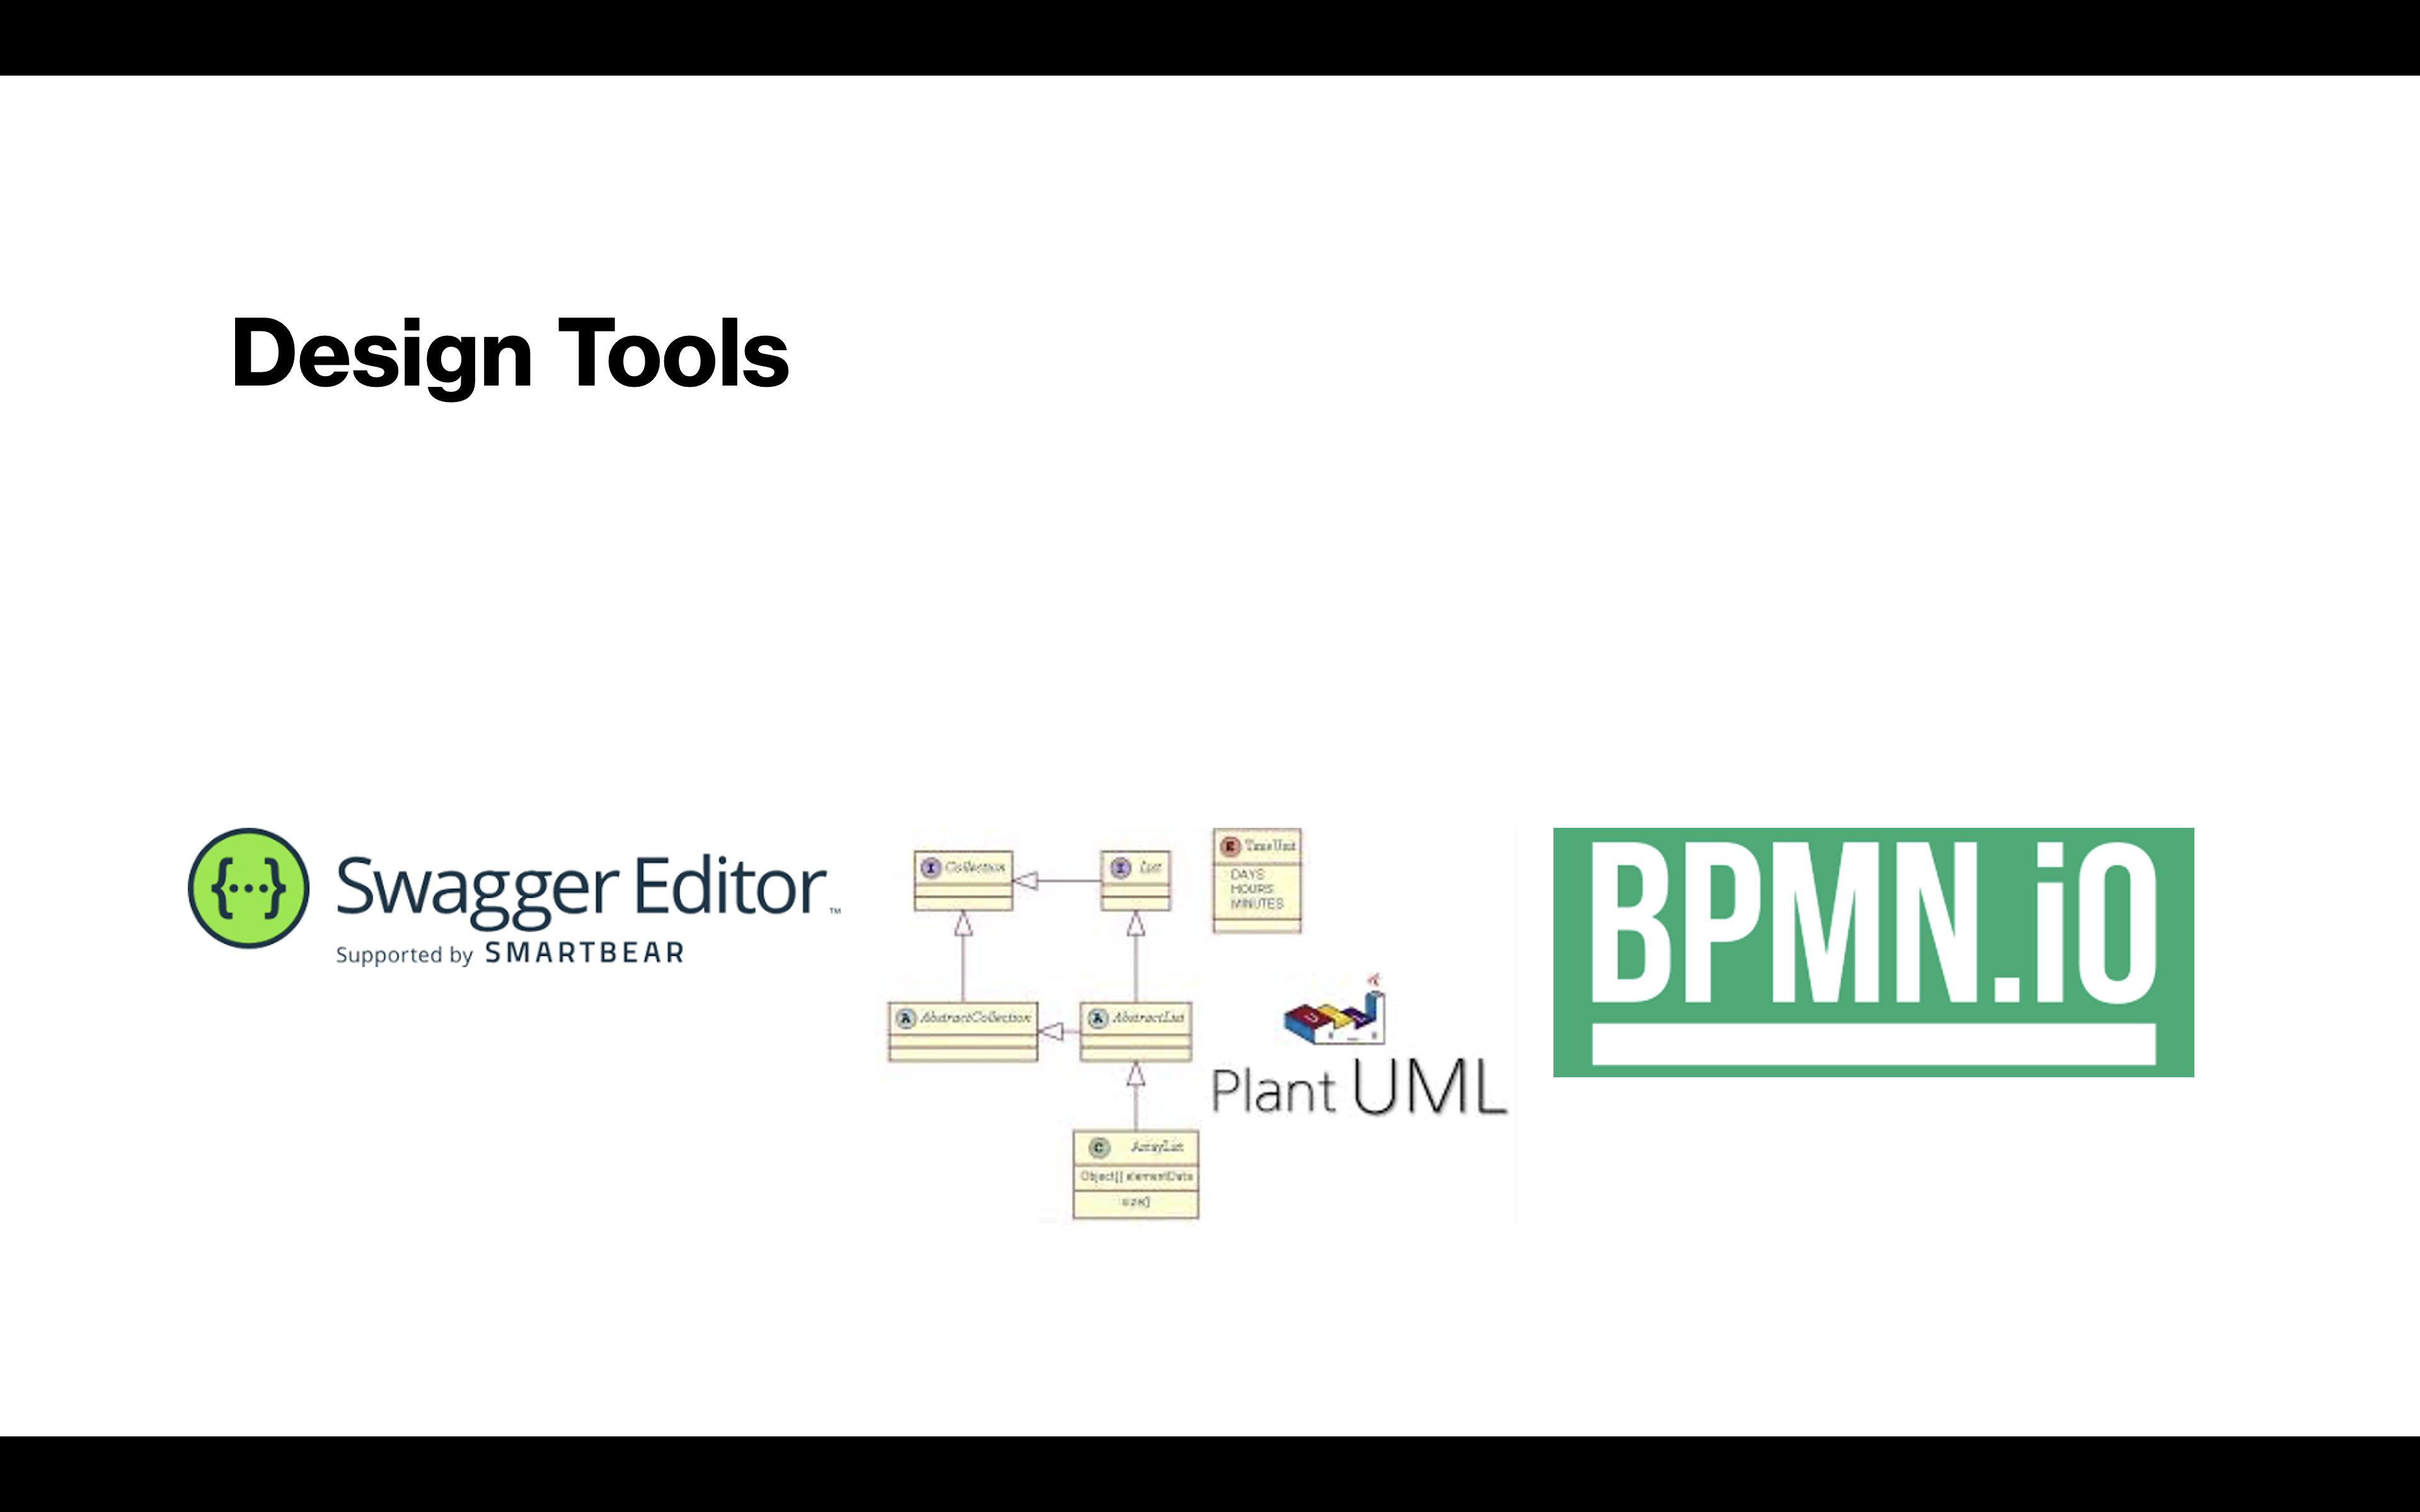 Design Tools
{...}
Swagger Editor™
Supported by SMARTBEAR
I Collection
I List
E TimeUnit
DAYS
HOURS
MINUTES
A AbstractCollection
A AbstractList
Plant UML
C ArrayList
Object[] elementData
size()
BPMN.iO